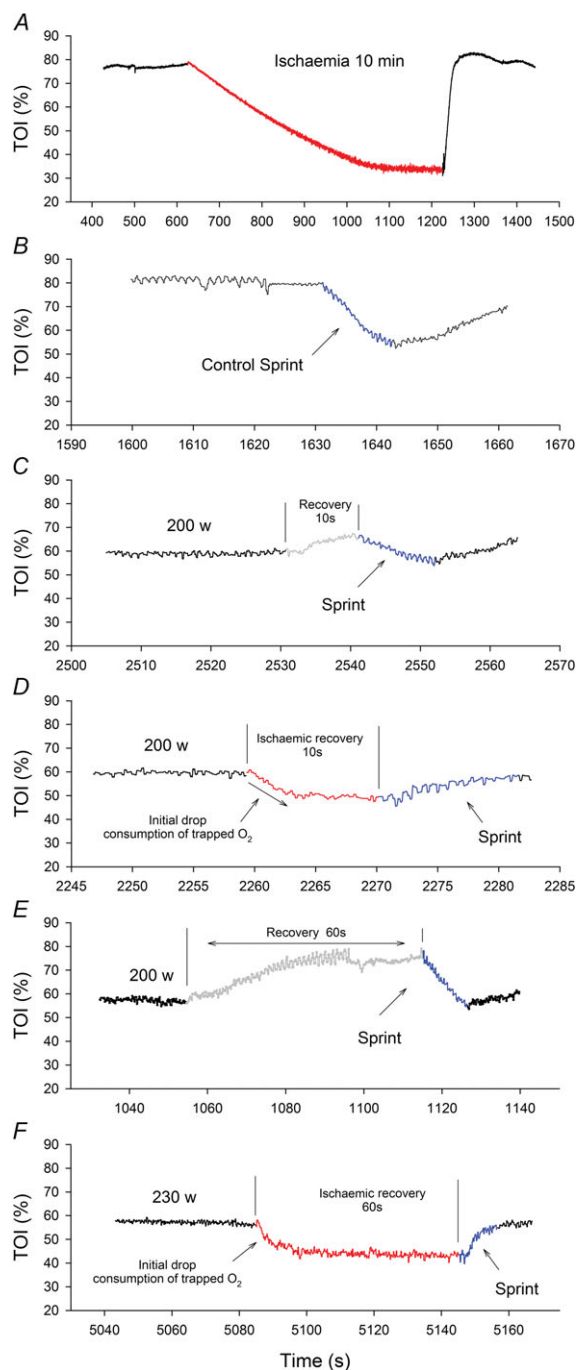 A
TOI (%)
90
80
70
60
50
40
30
20
Ischaemia 10 min
400 500 600 700 800 900 1000 1100 1200 1300 1400 1500
B
TOI (%)
90
80
70
60
50
40
30
20
Control Sprint
1590 1600 1610 1620 1630 1640 1650 1660 1670
C
TOI (%)
90
80
70
60
50
40
30
20
200 w
Recovery
10s
Sprint
2500 2510 2520 2530 2540 2550 2560 2570
D
TOI (%)
90
80
70
60
50
40
30
20
200 w
Ischaemic recovery
10s
Initial drop
consumption of trapped O₂
Sprint
2245 2250 2255 2260 2265 2270 2275 2280 2285
E
TOI (%)
90
80
70
60
50
40
30
20
Recovery 60s
200 w
Sprint
1040 1060 1080 1100 1120 1140
F
TOI (%)
90
80
70
60
50
40
30
20
230 w
Ischaemic recovery
60s
Initial drop
consumption of trapped O₂
Sprint
5040 5060 5080 5100 5120 5140 5160
Time (s)